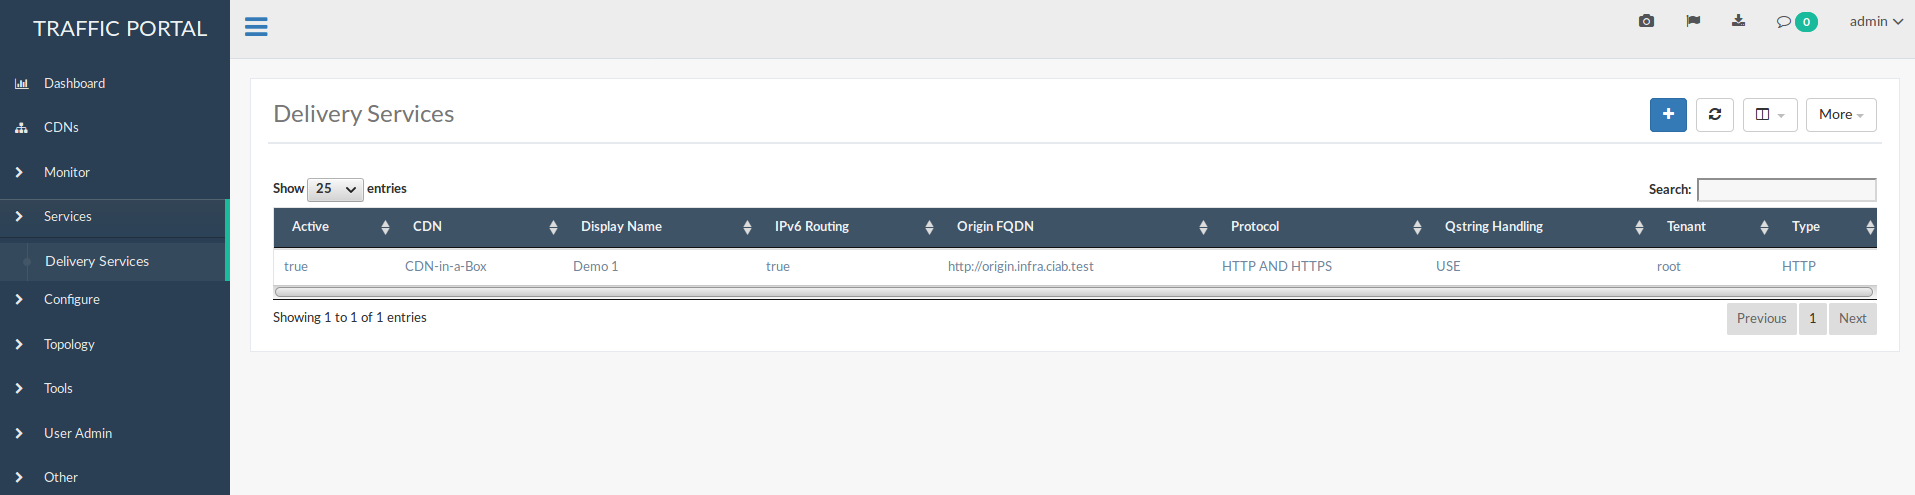 TRAFFIC PORTAL
0
admin
Dashboard
CDNs
Monitor
Services
Delivery Services
Configure
Topology
Tools
User Admin
Other
Delivery Services
More
Show 25 entries
Search:
Active CDN Display Name IPv6 Routing Origin FQDN Protocol Qstring Handling Tenant Type
true CDN-in-a-Box Demo 1 true http://origin.infra.ciab.test HTTP AND HTTPS USE root HTTP
Showing 1 to 1 of 1 entries
Previous 1 Next